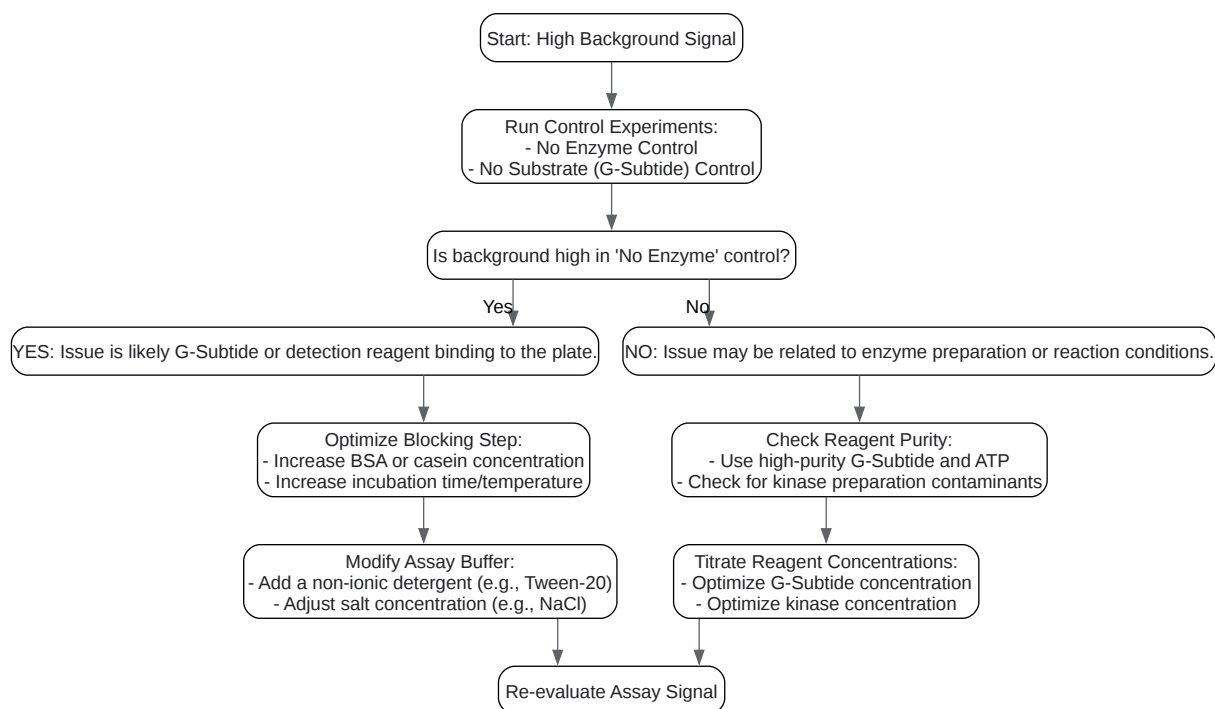 Start: High Background Signal
Run Control Experiments:
- No Enzyme Control
- No Substrate (G-Subtide) Control
Is background high in 'No Enzyme' control?
Yes
No
YES: Issue is likely G-Subtide or detection reagent binding to the plate.
NO: Issue may be related to enzyme preparation or reaction conditions.
Optimize Blocking Step:
- Increase BSA or casein concentration
- Increase incubation time/temperature
Check Reagent Purity:
- Use high-purity G-Subtide and ATP
- Check for kinase preparation contaminants
Modify Assay Buffer:
- Add a non-ionic detergent (e.g., Tween-20)
- Adjust salt concentration (e.g., NaCl)
Titrate Reagent Concentrations:
- Optimize G-Subtide concentration
- Optimize kinase concentration
Re-evaluate Assay Signal